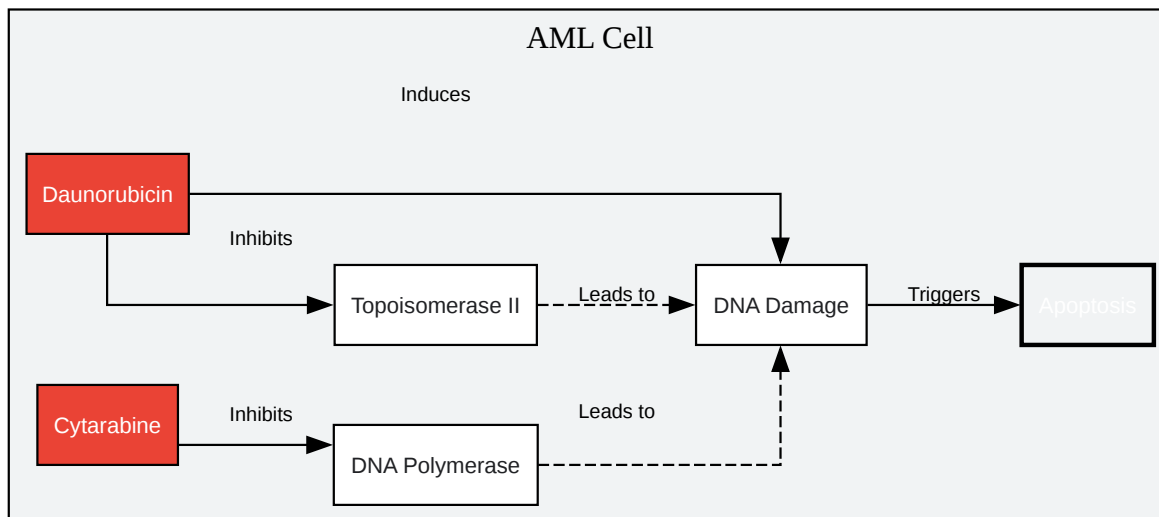 AML Cell
Induces
Daunorubicin
Inhibits
Topoisomerase II
Leads to
DNA Damage
Triggers
Apoptosis
Cytarabine
Inhibits
Leads to
DNA Polymerase